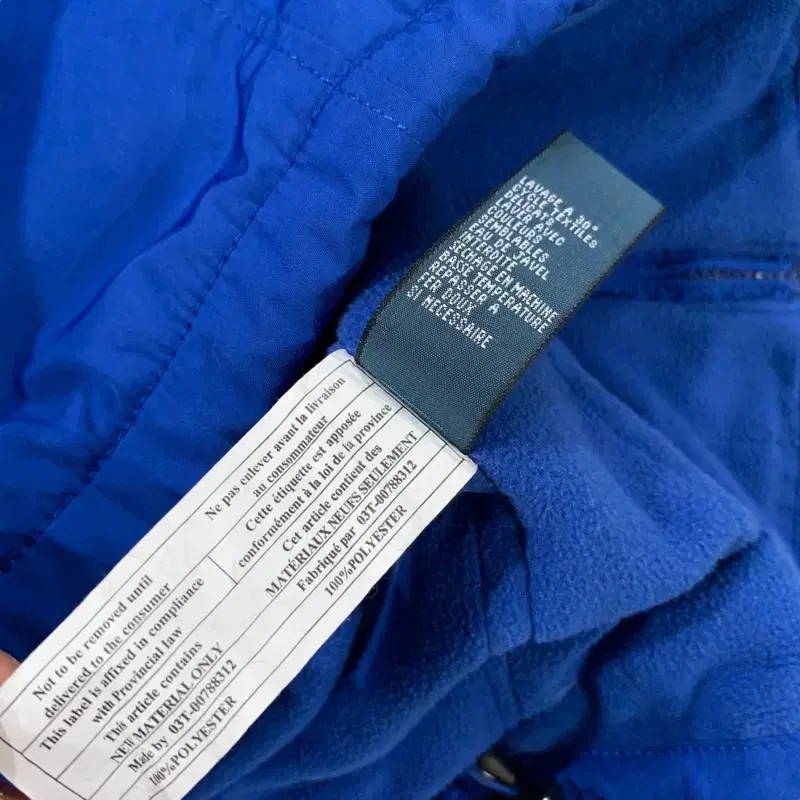 LAVAGE A 30°
CYCLE TEXTILES
DELICATS
LAVER AVEC
COULEURS
SEMBLABLES
EAU DE JAVEL
INTERDITE
SECHAGE EN MACHINE
BASSE TEMPERATURE
REPASSER A
FER DOUX
SI NECESSAIRE
Ne pas enlever avant la livraison
au consommateur
Cette étiquette est apposée
conformément à la loi de la province
Cet article contient des
MATÉRIAUX NEUFS SEULEMENT
Fabriqué par 03T-00788312
100%POLYESTER
Not to be removed until
delivered to the consumer
This label is affixed in compliance
with Provincial law
This article contains
NEW MATERIAL ONLY
Made by 03T-00788312
100%POLYESTER